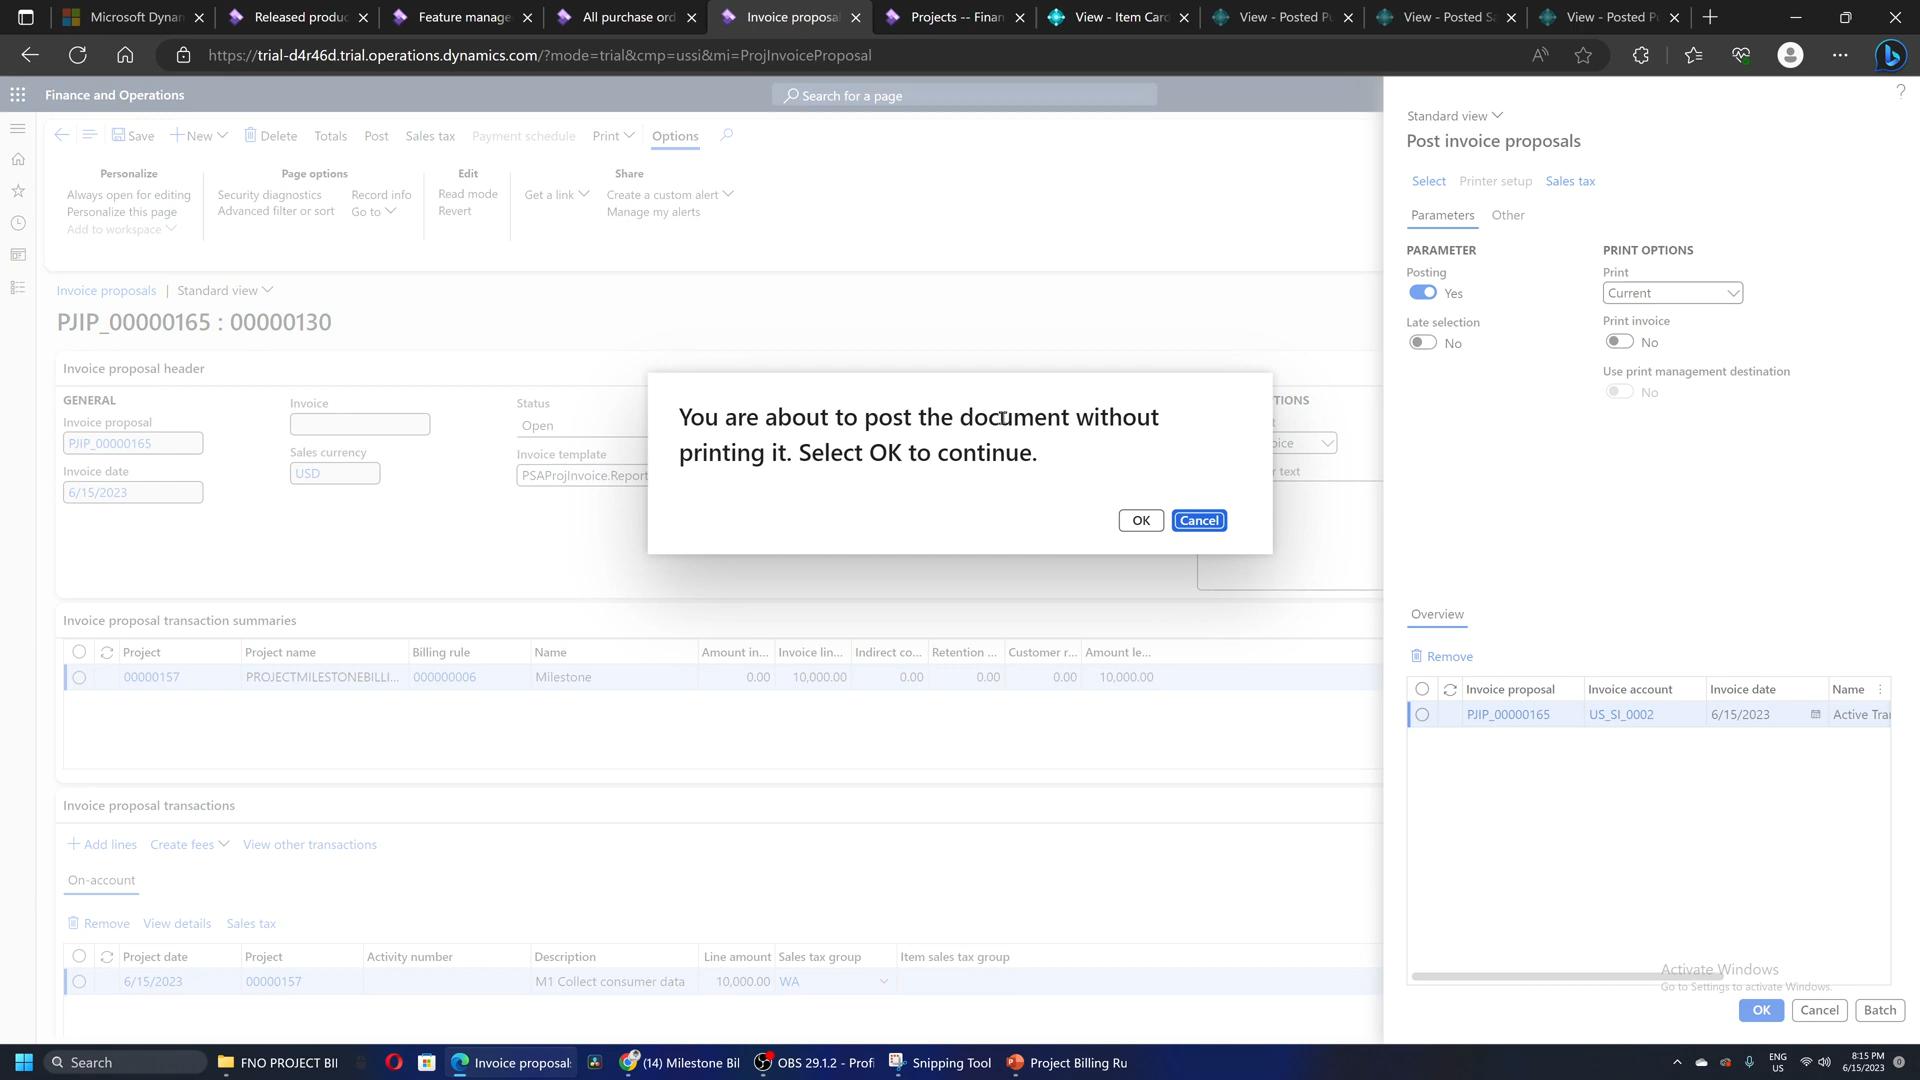 Microsoft Dynar
Released produc
Feature manage
All purchase ord
Invoice proposal
Projects -- Finan
View - Item Card
View - Posted Pu
View - Posted Sa
View - Posted Pu
https://trial-d4r46d.trial.operations.dynamics.com/?mode=trial&cmp=ussi&mi=ProjInvoiceProposal
Finance and Operations
Search for a page
?
Save
New
Delete
Totals
Post
Sales tax
Payment schedule
Print
Options
Personalize
Always open for editing
Personalize this page
Add to workspace
Page options
Security diagnostics
Advanced filter or sort
Record info
Go to
Edit
Read mode
Revert
Get a link
Share
Create a custom alert
Manage my alerts
Invoice proposals | Standard view
PJIP_00000165 : 00000130
Invoice proposal header
GENERAL
Invoice proposal
PJIP_00000165
Invoice date
6/15/2023
Invoice
Sales currency
USD
Status
Open
Invoice template
PSAProjInvoice.Report
You are about to post the document without
printing it. Select OK to continue.
OK
Cancel
Invoice proposal transaction summaries
Project
Project name
Billing rule
Name
Amount in...
Invoice lin...
Indirect co...
Retention ...
Customer r...
Amount le...
00000157
PROJECTMILESTONEBILLI...
000000006
Milestone
0.00
10,000.00
0.00
0.00
0.00
10,000.00
Invoice proposal transactions
Add lines
Create fees
View other transactions
On-account
Remove
View details
Sales tax
Project date
Project
Activity number
Description
Line amount
Sales tax group
Item sales tax group
6/15/2023
00000157
M1 Collect consumer data
10,000.00
WA
Standard view
Post invoice proposals
Select
Printer setup
Sales tax
Parameters
Other
PARAMETER
Posting
Yes
Late selection
No
PRINT OPTIONS
Print
Current
Print invoice
No
Use print management destination
No
Overview
Remove
Invoice proposal
Invoice account
Invoice date
Name
PJIP_00000165
US_SI_0002
6/15/2023
Active Tra
Activate Windows
Go to Settings to activate Windows.
OK
Cancel
Batch
Search
FNO PROJECT BII
Invoice proposals
(14) Milestone Bil
OBS 29.1.2 - Profi
Snipping Tool
Project Billing Ru
ENG
US
8:15 PM
6/15/2023